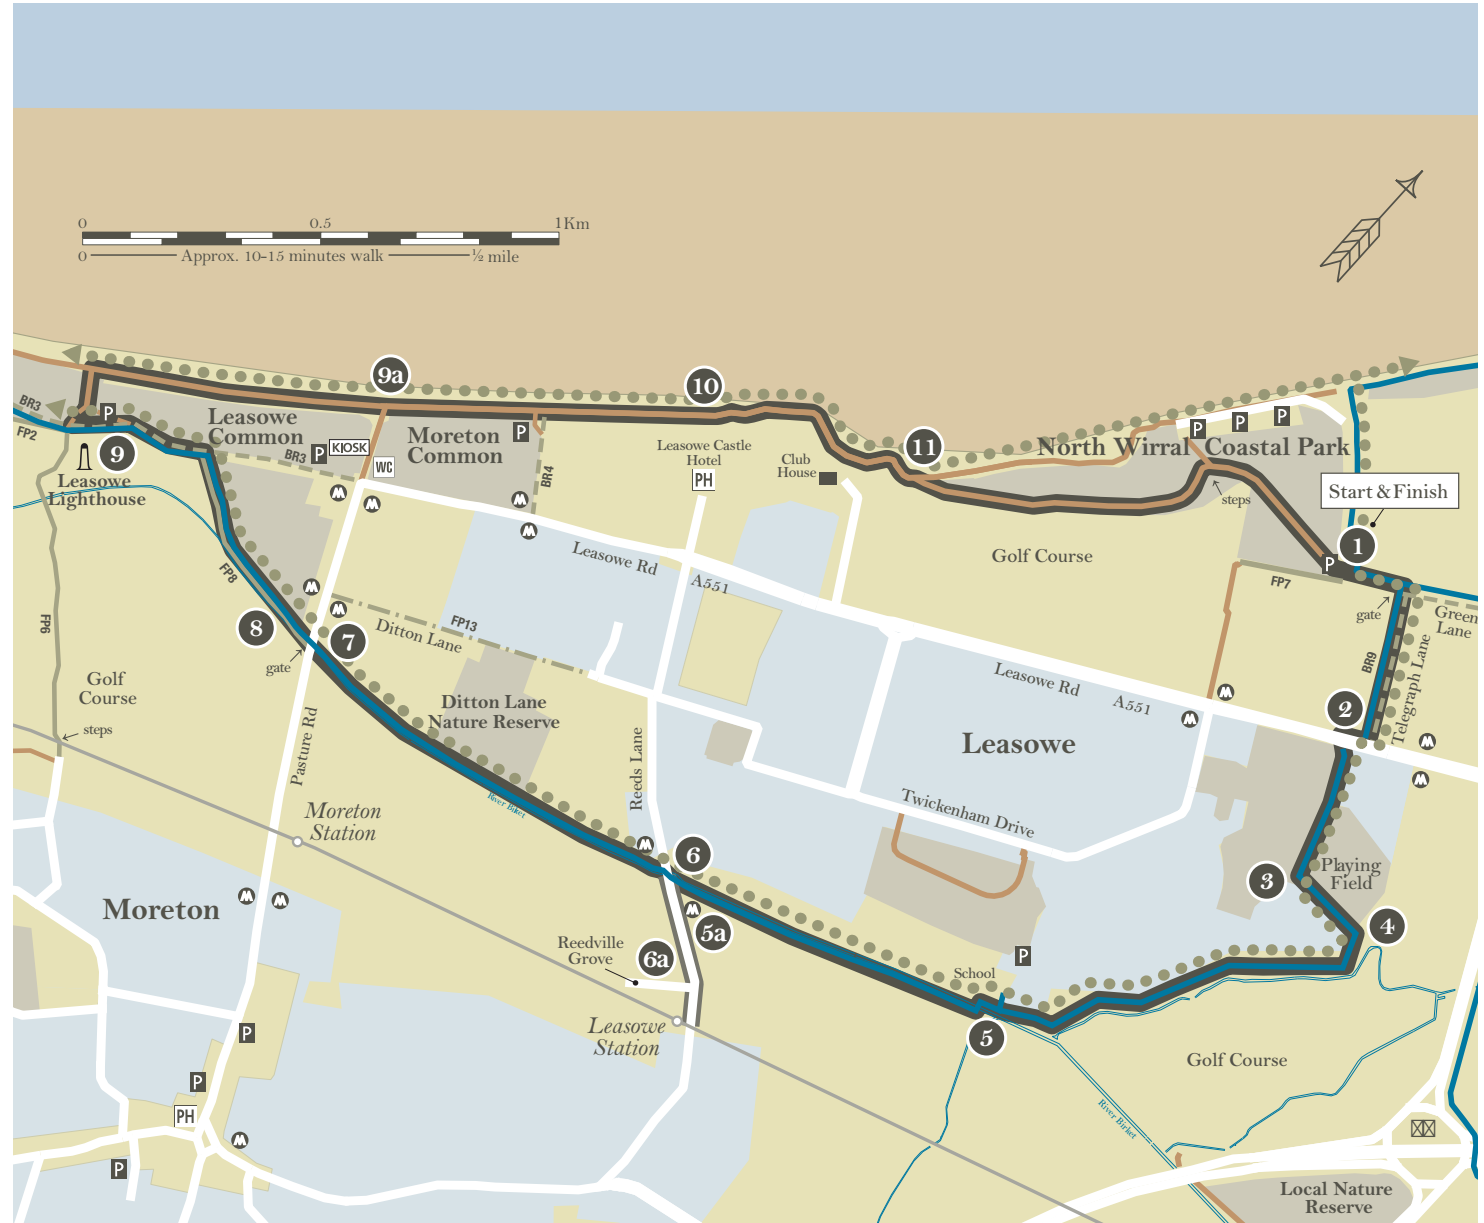 0
0.5
1Km
0
Approx. 10-15 minutes walk
½ mile
9a
10
11
BR3
FP2
P
9
Leasowe
Common
BR3
P
KIOSK
WC
Moreton
Common
P
BR4
Leasowe Castle
Hotel
PH
Club
House
North Wirral Coastal Park
P
P
P
steps
Start & Finish
1
P
Leasowe
Lighthouse
M
M
M
M
Leasowe Rd
A551
Golf Course
FP7
gate
Green
Lane
BR9
Telegraph Lane
FP6
FP8
8
M
M
7
gate
Ditton Lane
FP13
Golf
Course
steps
Ditton Lane
Nature Reserve
Pasture Rd
Reeds Lane
Leasowe Rd
A551
M
M
2
M
M
Leasowe
Moreton
Station
River Birket
Twickenham Drive
M
6
3
Playing
Field
4
Moreton
M
M
M
5a
Reedville
Grove
6a
School
P
Leasowe
Station
5
Golf Course
P
P
PH
M
P
River Birket
Local Nature
Reserve